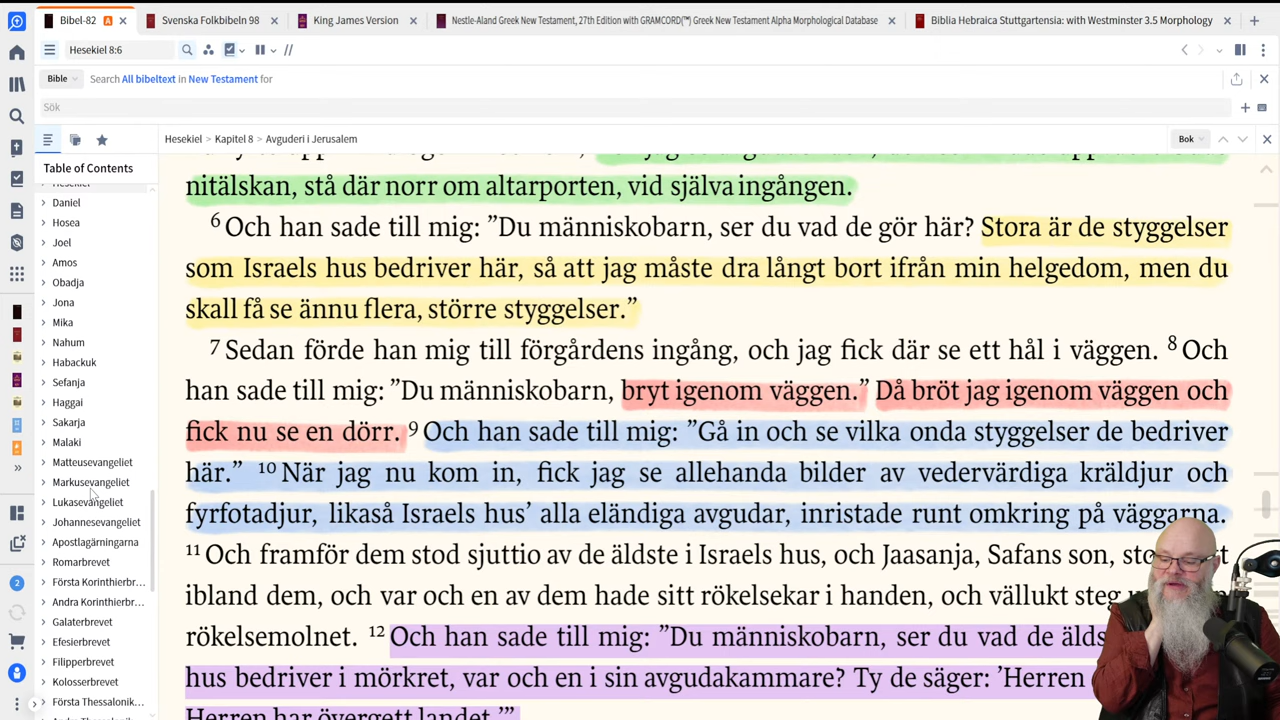 Bibel-82 A
Svenska Folkbibeln 98
King James Version
Nestle-Aland Greek New Testament, 27th Edition with GRAMCORD(™) Greek New Testament Alpha Morphological Database
Biblia Hebraica Stuttgartensia: with Westminster 3.5 Morphology
Hesekiel 8:6
Bible
Search All bibeltext in New Testament for
Sök
Hesekiel > Kapitel 8 > Avguderi i Jerusalem
Bok
Table of Contents
Hesekiel
Daniel
Hosea
Joel
Amos
Obadja
Jona
Mika
Nahum
Habackuk
Sefanja
Haggai
Sakarja
Malaki
Matteusevangeliet
Markusevangeliet
Lukasevangeliet
Johannesevangeliet
Apostlagärningarna
Romarbrevet
Första Korinthierbr...
Andra Korinthierbr...
Galaterbrevet
Efesierbrevet
Filipperbrevet
Kolosserbrevet
Första Thessalonik...
2
nitälskan, stå där norr om altarporten, vid själva ingången.
6 Och han sade till mig: ”Du människobarn, ser du vad de gör här? Stora är de styggelser
som Israels hus bedriver här, så att jag måste dra långt bort ifrån min helgedom, men du
skall få se ännu flera, större styggelser.”
7 Sedan förde han mig till förgårdens ingång, och jag fick där se ett hål i väggen. 8 Och
han sade till mig: ”Du människobarn, bryt igenom väggen.” Då bröt jag igenom väggen och
fick nu se en dörr. 9 Och han sade till mig: ”Gå in och se vilka onda styggelser de bedriver
här.” 10 När jag nu kom in, fick jag se allehanda bilder av vedervärdiga kräldjur och
fyrfotadjur, likaså Israels hus’ alla eländiga avgudar, inristade runt omkring på väggarna.
11 Och framför dem stod sjuttio av de äldste i Israels hus, och Jaasanja, Safans son,
ibland dem, och var och en av dem hade sitt rökelsekar i handen, och vällukt steg
rökelsemolnet. 12 Och han sade till mig: ”Du människobarn, ser du vad de
hus bedriver i mörkret, var och en i sin avgudakammare? Ty de säger: ’Herren
Herren har övergett landet.’”